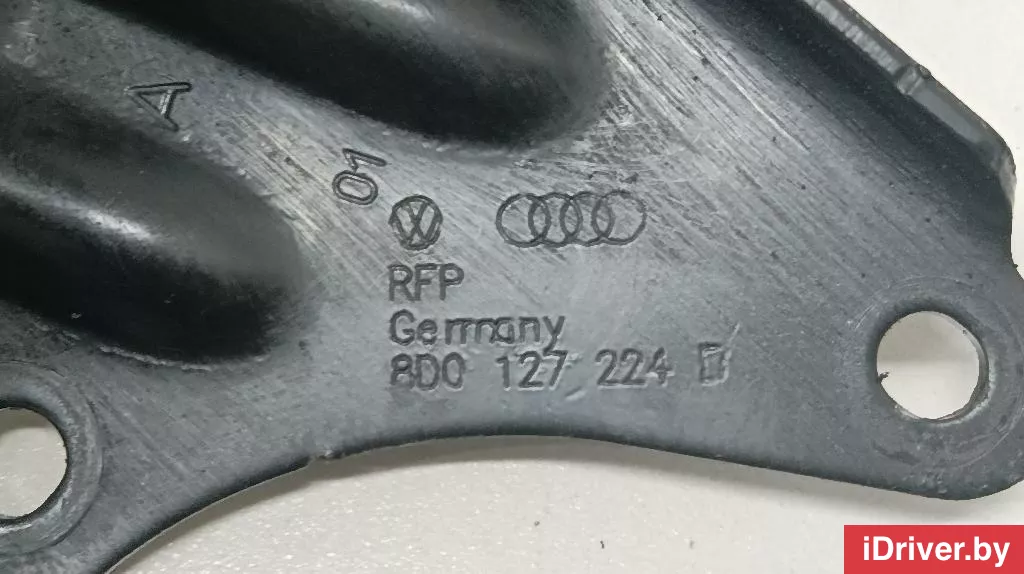 A
01
RFP
Germany
8D0 127 224
iDriver.by